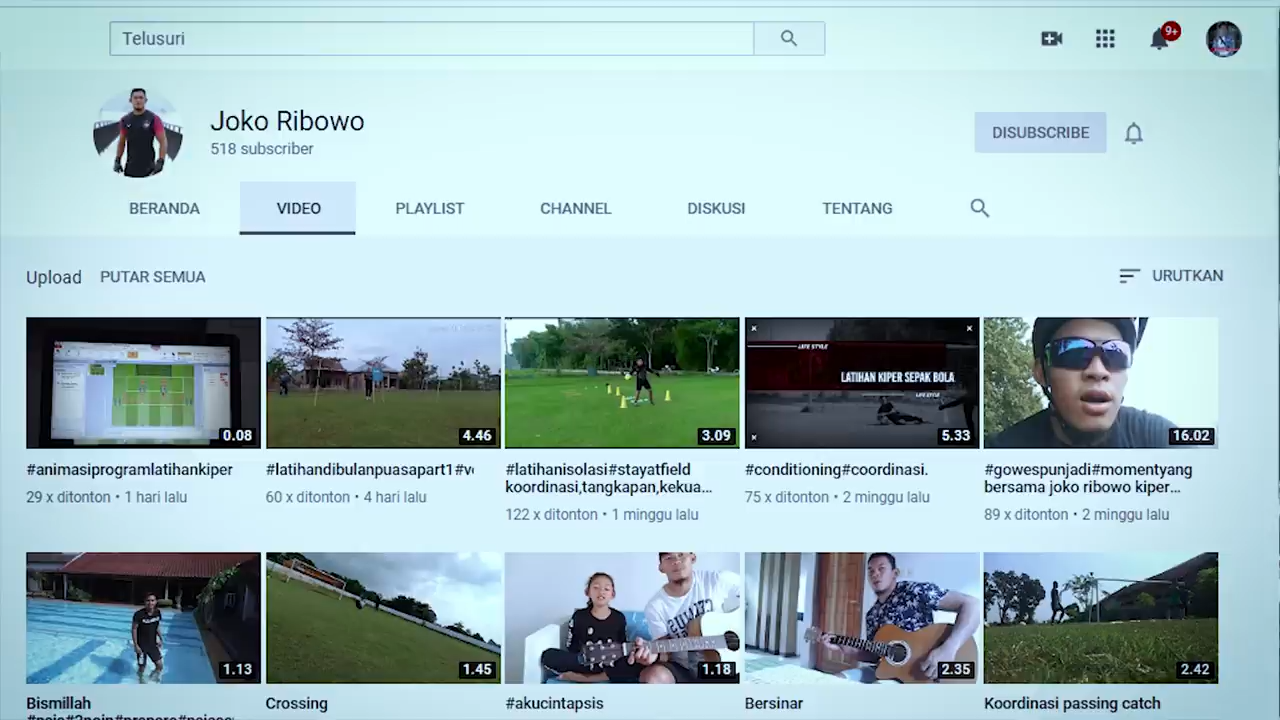 Telusuri
9+
Joko Ribowo
518 subscriber
DISUBSCRIBE
BERANDA
VIDEO
PLAYLIST
CHANNEL
DISKUSI
TENTANG
Upload
PUTAR SEMUA
URUTKAN
0.08
4.46
3.09
LIFE STYLE
LATIHAN KIPER SEPAK BOLA
LIFE STYLE
5.33
16.02
#animasiprogramlatihankiper
29 x ditonton • 1 hari lalu
#latihandibulanpuasapart1#v
60 x ditonton • 4 hari lalu
#latihanisolasi#stayatfield
koordinasi,tangkapan,kekua...
122 x ditonton • 1 minggu lalu
#conditioning#coordinasi.
75 x ditonton • 2 minggu lalu
#gowespunjadi#momentyang
bersama joko ribowo kiper...
89 x ditonton • 2 minggu lalu
1.13
1.45
1.18
2.35
2.42
Bismillah
Crossing
#akucintapsis
Bersinar
Koordinasi passing catch